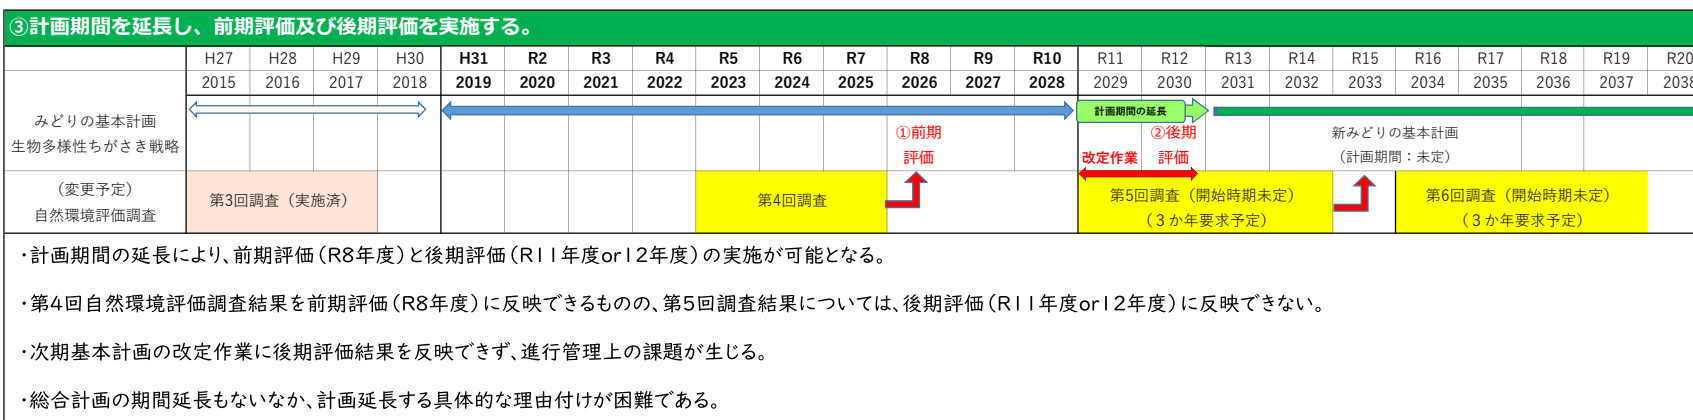 ③計画期間を延長し、前期評価及び後期評価を実施する。
H27 H28 H29 H30 H31 R2 R3 R4 R5 R6 R7 R8 R9 R10 R11 R12 R13 R14 R15 R16 R17 R18 R19 R20
2015 2016 2017 2018 2019 2020 2021 2022 2023 2024 2025 2026 2027 2028 2029 2030 2031 2032 2033 2034 2035 2036 2037 2038
計画期間の延長
みどりの基本計画
生物多様性ちがさき戦略
①前期
評価
改定作業
②後期
評価
新みどりの基本計画
(計画期間：未定)
(変更予定)
自然環境評価調査
第3回調査（実施済）
第4回調査
第5回調査（開始時期未定）
（３か年要求予定）
第6回調査（開始時期未定）
（３か年要求予定）
・計画期間の延長により、前期評価（R8年度）と後期評価（R11年度or12年度）の実施が可能となる。
・第4回自然環境評価調査結果を前期評価（R8年度）に反映できるものの、第5回調査結果については、後期評価（R11年度or12年度）に反映できない。
・次期基本計画の改定作業に後期評価結果を反映できず、進行管理上の課題が生じる。
・総合計画の期間延長もないなか、計画延長する具体的な理由付けが困難である。